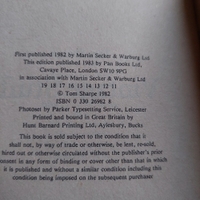 First published 1982 by Martin Secker & Warburg Ltd
This edition published 1983 by Pan Books Ltd,
Cavaye Place, London SW10 9PG
in association with Martin Secker & Warburg Ltd
19 18 17 16 15 14 13 12 11
© Tom Sharpe 1982
ISBN 0 330 26982 8
Photoset by Parker Typesetting Service, Leicester
Printed and bound in Great Britain by
Hunt Barnard Printing Ltd, Aylesbury, Bucks
This book is sold subject to the condition that it
shall not, by way of trade or otherwise, be lent, re-sold,
hired out or otherwise circulated without the publisher's prior
consent in any form of binding or cover other than that in which
it is published and without a similar condition including this
condition being imposed on the subsequent purchaser